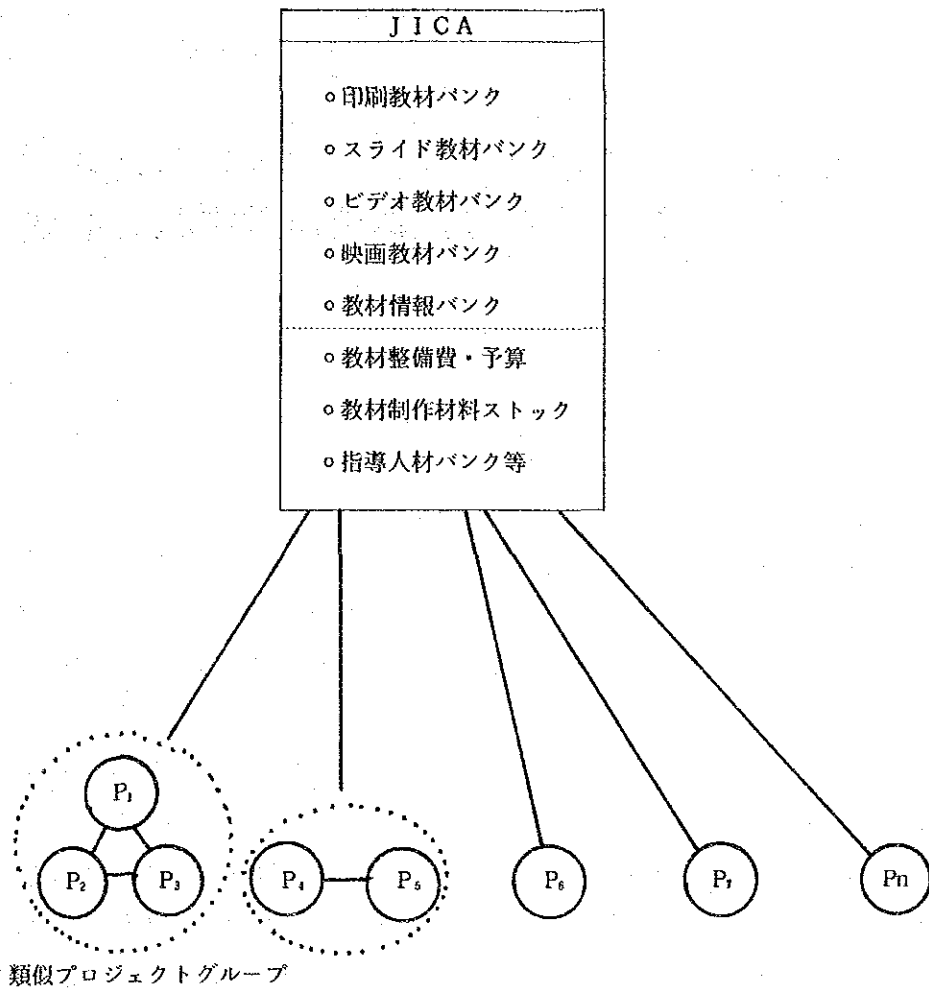 JICA
○印刷教材バンク
○スライド教材バンク
○ビデオ教材バンク
○映画教材バンク
○教材情報バンク
○教材整備費・予算
○教材制作材料ストック
○指導人材バンク等
P₁
P₂ P₃ P₄ P₅ P₆ P₇ Pn
類似プロジェクトグループ